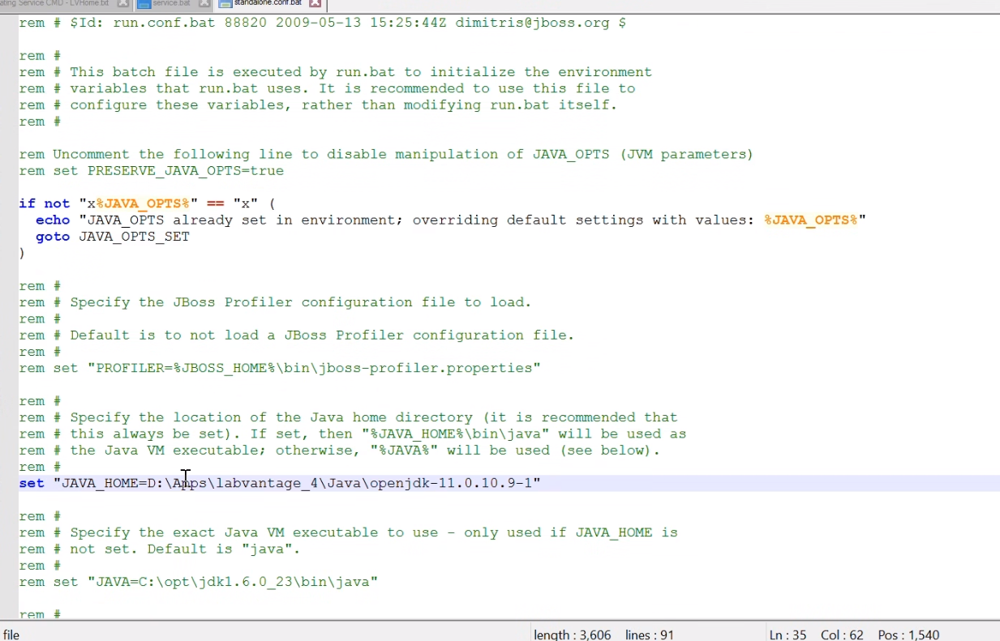 ating Service CMD - LVHome.txt service.bat standalone.conf.bat
rem # $Id: run.conf.bat 88820 2009-05-13 15:25:44Z dimitris@jboss.org $
rem #
rem # This batch file is executed by run.bat to initialize the environment
rem # variables that run.bat uses. It is recommended to use this file to
rem # configure these variables, rather than modifying run.bat itself.
rem #
rem Uncomment the following line to disable manipulation of JAVA_OPTS (JVM parameters)
rem set PRESERVE_JAVA_OPTS=true
if not "x%JAVA_OPTS%" == "x" (
echo "JAVA_OPTS already set in environment; overriding default settings with values: %JAVA_OPTS%"
goto JAVA_OPTS_SET
)
rem #
rem # Specify the JBoss Profiler configuration file to load.
rem #
rem # Default is to not load a JBoss Profiler configuration file.
rem #
rem set "PROFILER=%JBOSS_HOME%\bin\jboss-profiler.properties"
rem #
rem # Specify the location of the Java home directory (it is recommended that
rem # this always be set). If set, then "%JAVA_HOME%\bin\java" will be used as
rem # the Java VM executable; otherwise, "%JAVA%" will be used (see below).
rem #
set "JAVA_HOME=D:\Apps\labvantage_4\Java\openjdk-11.0.10.9-1"
rem #
rem # Specify the exact Java VM executable to use - only used if JAVA_HOME is
rem # not set. Default is "java".
rem #
rem set "JAVA=C:\opt\jdk1.6.0_23\bin\java"
rem #
file length : 3,606 lines : 91 Ln : 35 Col : 62 Pos : 1,540